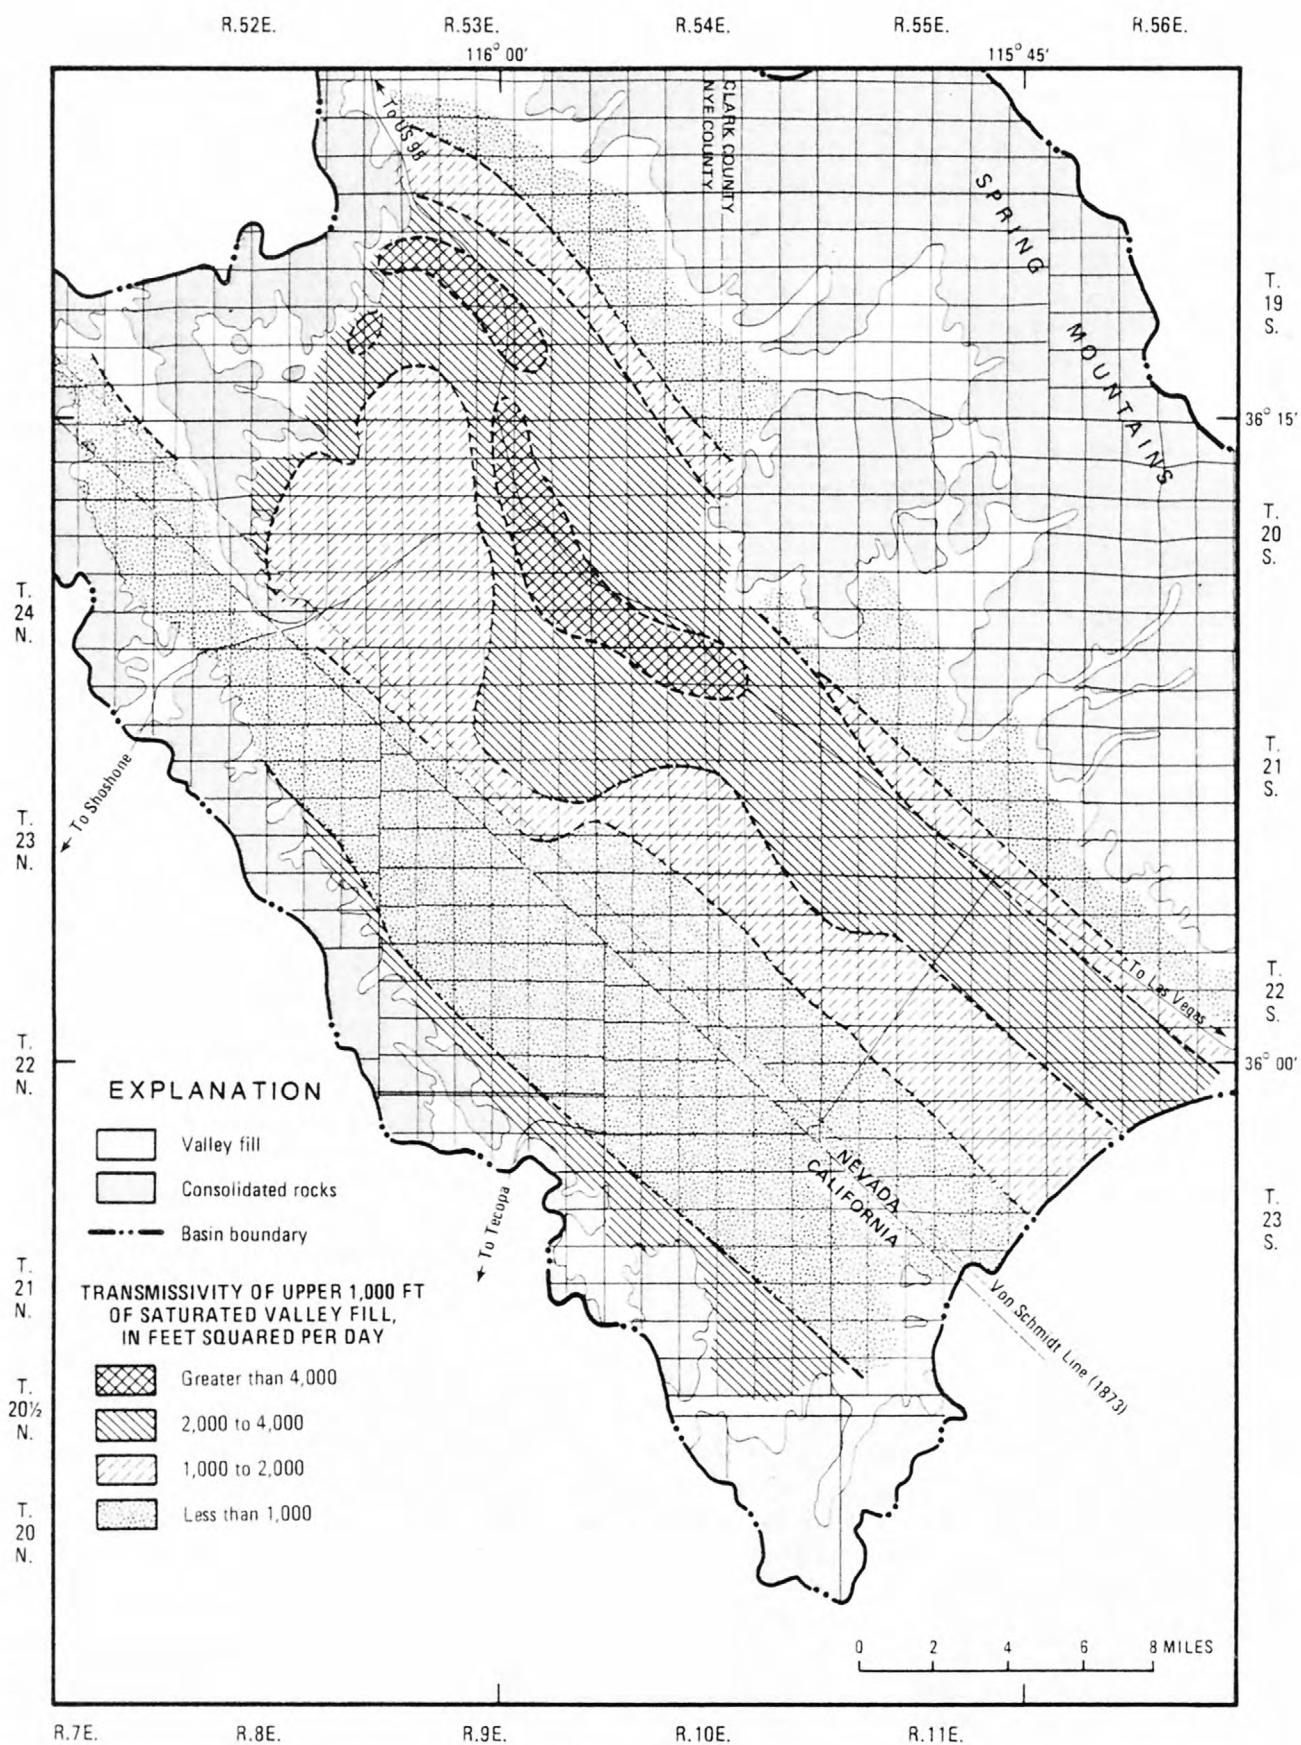 R.52E. R.53E. R.54E. R.55E. R.56E.
116° 00' 115° 45'
To US 95
CLARK COUNTY
NYE COUNTY
SPRING
MOUNTAINS
T.
19
S.
36° 15'
T.
20
S.
T.
24
N.
T.
21
S.
To Shoshone
T.
23
N.
To Las Vegas
T.
22
S.
T.
22
N.
36° 00'
EXPLANATION
Valley fill
Consolidated rocks
Basin boundary
NEVADA
CALIFORNIA
To Tecopa
T.
23
S.
T.
21
N.
Von Schmidt Line (1873)
TRANSMISSIVITY OF UPPER 1,000 FT
OF SATURATED VALLEY FILL,
IN FEET SQUARED PER DAY
Greater than 4,000
2,000 to 4,000
1,000 to 2,000
Less than 1,000
T.
20½
N.
T.
20
N.
0 2 4 6 8 MILES
R.7E. R.8E. R.9E. R.10E. R.11E.